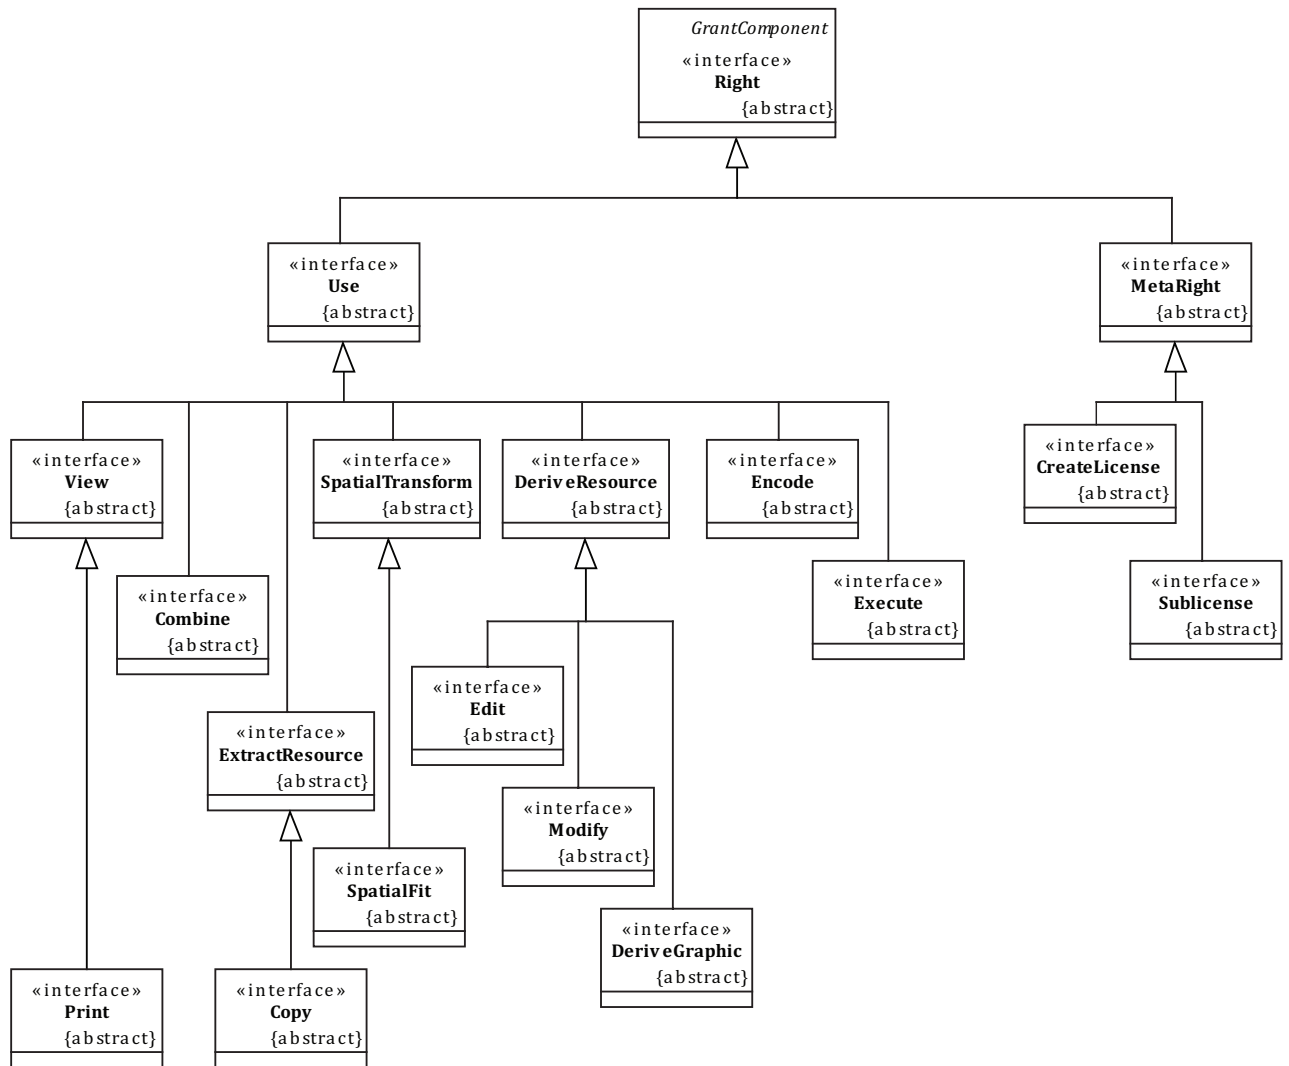 GrantComponent
«interface»
Right
{abstract}
«interface»
Use
{abstract}
«interface»
MetaRight
{abstract}
«interface»
View
{abstract}
«interface»
SpatialTransform
{abstract}
«interface»
DeriveResource
{abstract}
«interface»
Encode
{abstract}
«interface»
CreateLicense
{abstract}
«interface»
Combine
{abstract}
«interface»
Execute
{abstract}
«interface»
Sublicense
{abstract}
«interface»
Edit
{abstract}
«interface»
ExtractResource
{abstract}
«interface»
Modify
{abstract}
«interface»
SpatialFit
{abstract}
«interface»
DeriveGraphic
{abstract}
«interface»
Print
{abstract}
«interface»
Copy
{abstract}